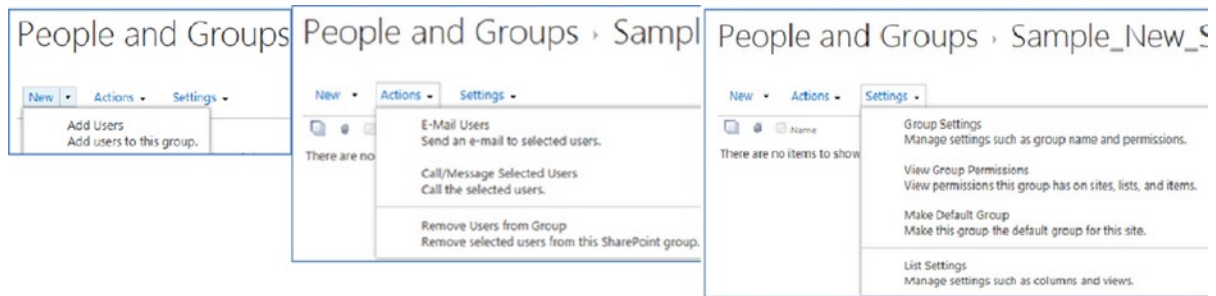 People and Groups
New Actions Settings
Add Users
Add users to this group.
People and Groups › Sampl
New Actions Settings
E-Mail Users
Send an e-mail to selected users.
There are no
Call/Message Selected Users
Call the selected users.
Remove Users from Group
Remove selected users from this SharePoint group.
People and Groups › Sample_New_S
New Actions Settings
Name
Group Settings
Manage settings such as group name and permissions.
There are no items to show
View Group Permissions
View permissions this group has on sites, lists, and items.
Make Default Group
Make this group the default group for this site.
List Settings
Manage settings such as columns and views.